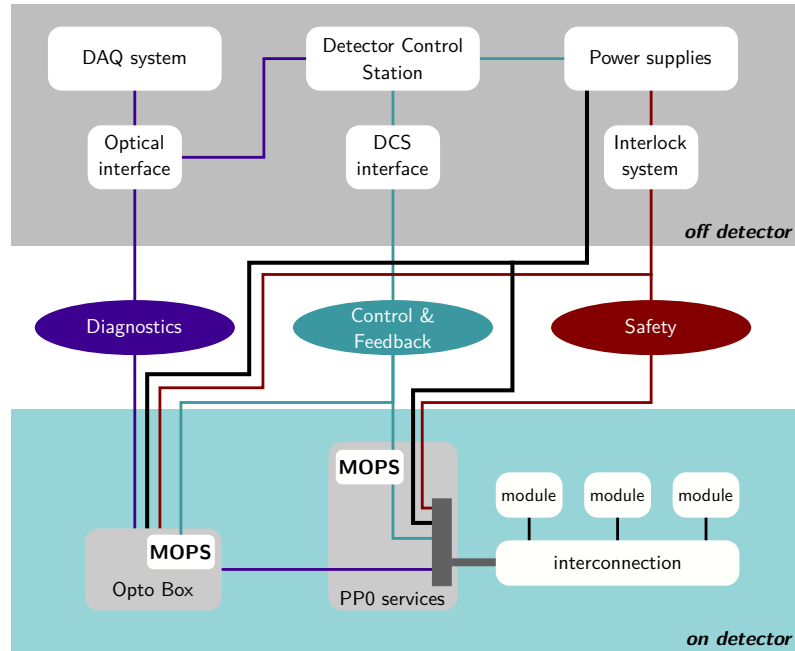 DAQ system
Detector Control
Station
Power supplies
Optical
interface
DCS
interface
Interlock
system
off detector
Diagnostics
Control &
Feedback
Safety
MOPS
module
module
module
MOPS
interconnection
Opto Box
PP0 services
on detector